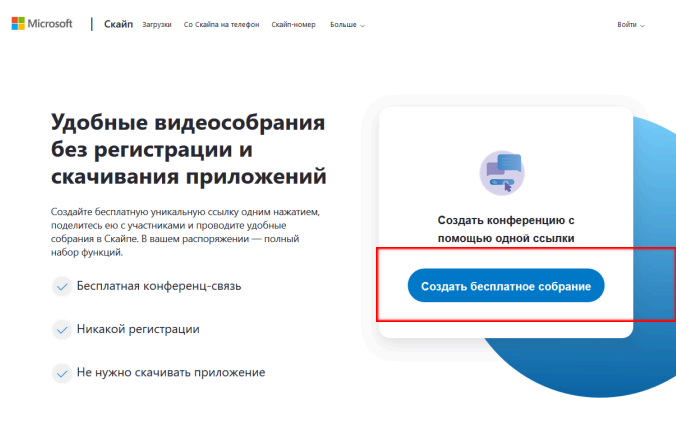 Microsoft Скайп Загрузки Со Скайпа на телефон Скайп-номер Больше Войти
Удобные видеособрания
без регистрации и
скачивания приложений
Создайте бесплатную уникальную ссылку одним нажатием,
поделитесь ею с участниками и проводите удобные
собрания в Скайпе. В вашем распоряжении — полный
набор функций.
Бесплатная конференц-связь
Никакой регистрации
Не нужно скачивать приложение
Создать конференцию с
помощью одной ссылки
Создать бесплатное собрание